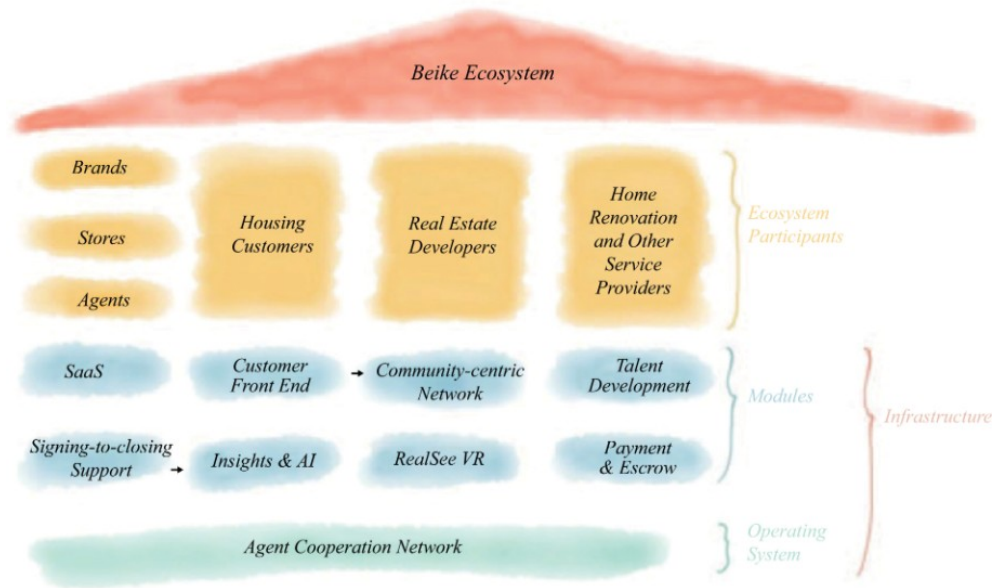 Beike Ecosystem
Brands
Stores
Agents
Housing
Customers
Real Estate
Developers
Home
Renovation
and Other
Service
Providers
Ecosystem
Participants
SaaS
Customer
Front End
Community-centric
Network
Talent
Development
Modules
Signing-to-closing
Support
Insights & AI
RealSee VR
Payment
& Escrow
Infrastructure
Agent Cooperation Network
Operating
System